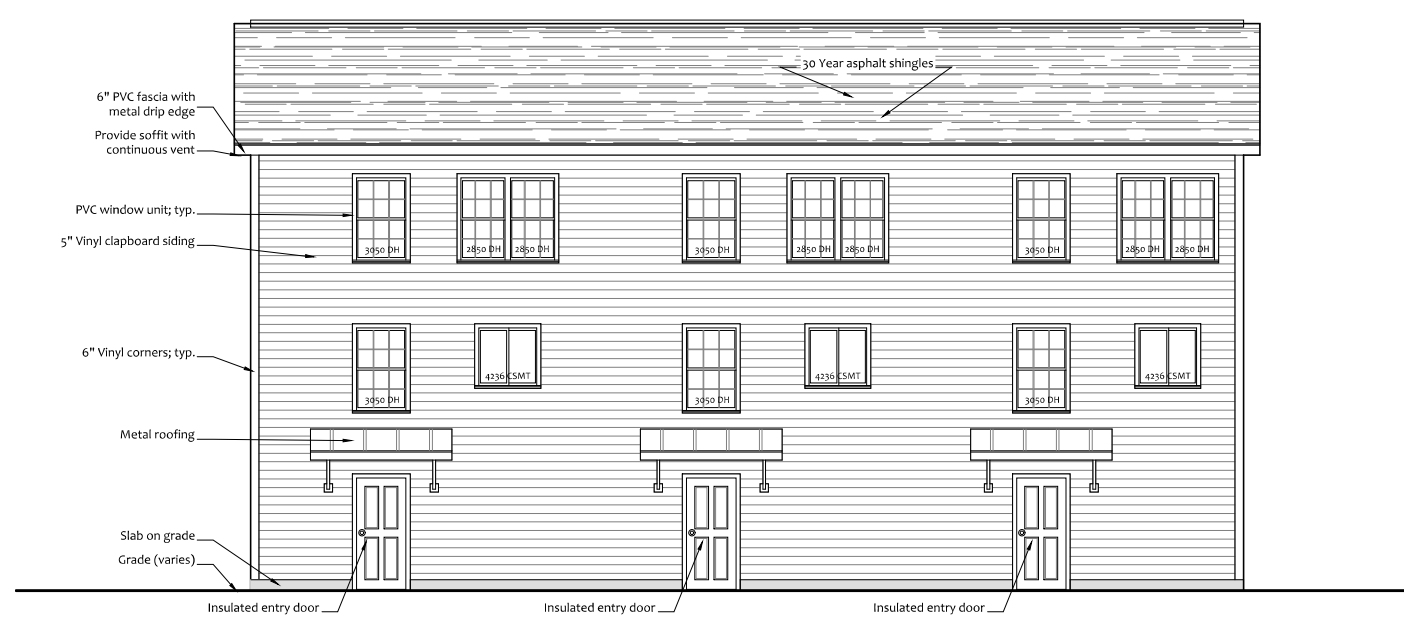 30 Year asphalt shingles
6" PVC fascia with
metal drip edge
Provide soffit with
continuous vent
PVC window unit; typ.
5" Vinyl clapboard siding
3050 DH
2850 DH
2850 DH
3050 DH
2850 DH
2850 DH
3050 DH
2850 DH
2850 DH
6" Vinyl corners; typ.
4236 CSMT
4236 CSMT
4236 CSMT
3050 DH
3050 DH
3050 DH
Metal roofing
Slab on grade
Grade (varies)
Insulated entry door
Insulated entry door
Insulated entry door